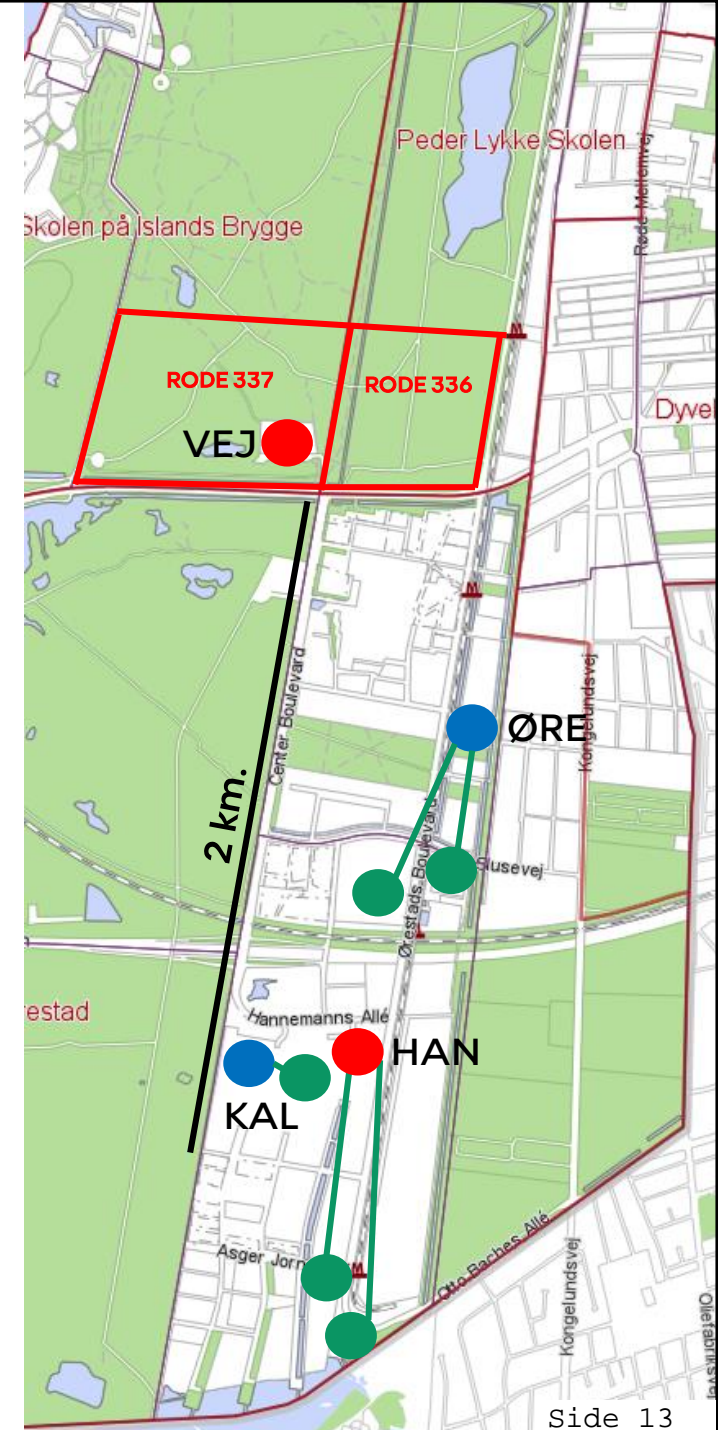 Peder Lykke Skolen
Røde Mellemvej
Skolen på Islands Brygge
M
RODE 337
RODE 336
VEJ
Dyvel
M
Center Boulevard
Kongelundsvej
ØRE
2 km.
Ørestads Boulevard
Slusevej
restad
Hannemanns Allé
HAN
KAL
Asger Jorn
M
Otto Baches Allé
Kongelundsvej
Oliefabriksvej
Side 13